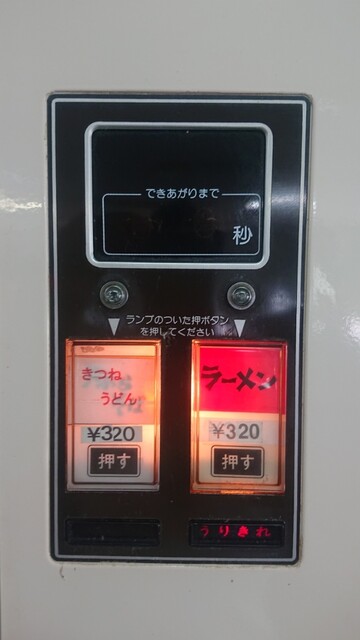 できあがりまで
秒
ランプのついた押ボタン
を押してください
きつね
うどん
¥320
押す
ラーメン
¥320
押す
うりきれ